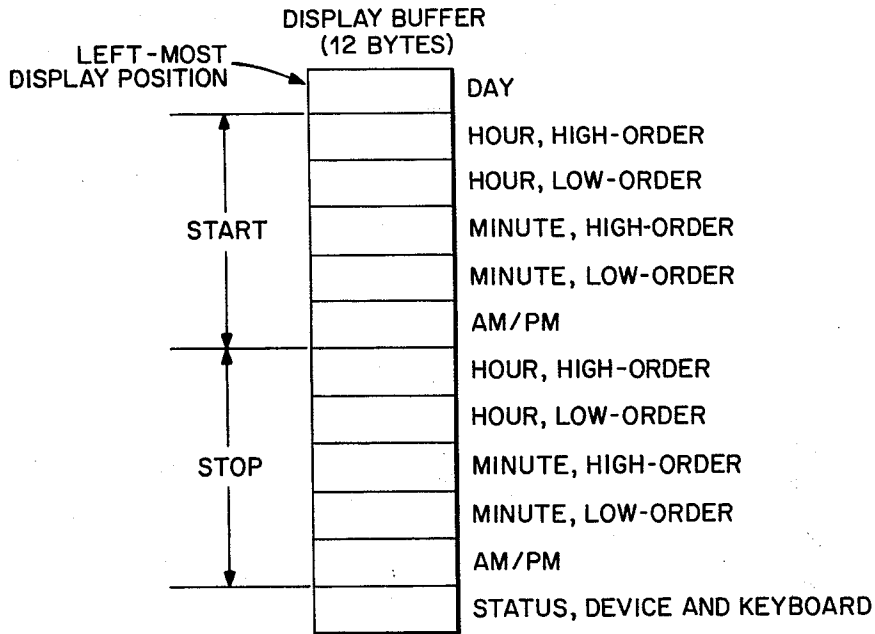 DISPLAY BUFFER
(12 BYTES)
LEFT-MOST
DISPLAY POSITION
DAY
HOUR, HIGH-ORDER
HOUR, LOW-ORDER
START
MINUTE, HIGH-ORDER
MINUTE, LOW-ORDER
AM/PM
HOUR, HIGH-ORDER
HOUR, LOW-ORDER
STOP
MINUTE, HIGH-ORDER
MINUTE, LOW-ORDER
AM/PM
STATUS, DEVICE AND KEYBOARD